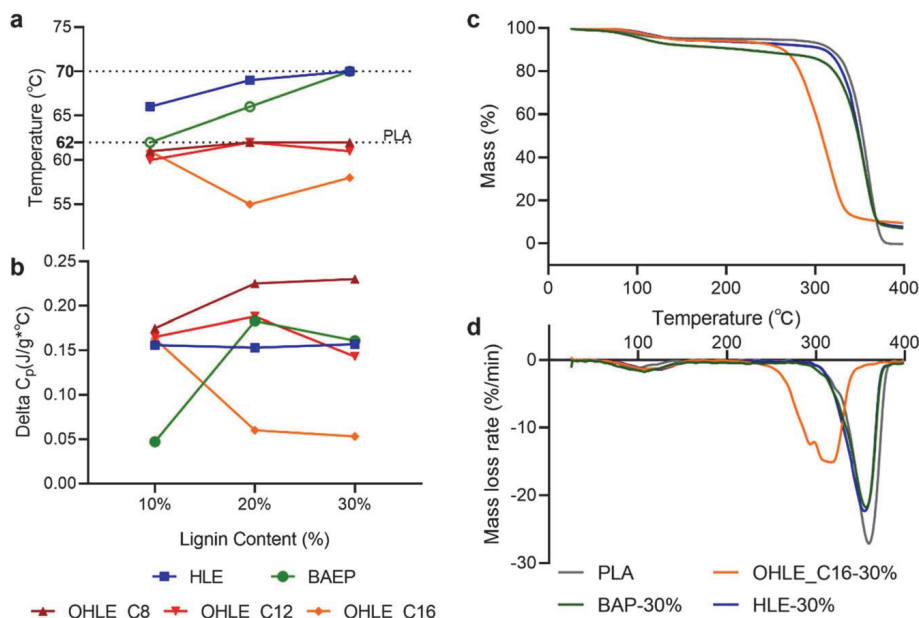 a
75
70
65
62
60
55
Temperature (°C)
PLA
b
0.25
0.20
0.15
0.10
0.05
0.00
Delta Cp(J/g*°C)
10% 20% 30%
Lignin Content (%)
HLE BAEP
OHLE_C8 OHLE_C12 OHLE_C16
c
100
80
60
40
20
0
Mass (%)
0 100 200 300 400
Temperature (°C)
d
0 100 200 300 400
0
-10
-20
-30
Mass loss rate (%/min)
PLA OHLE_C16-30%
BAP-30% HLE-30%